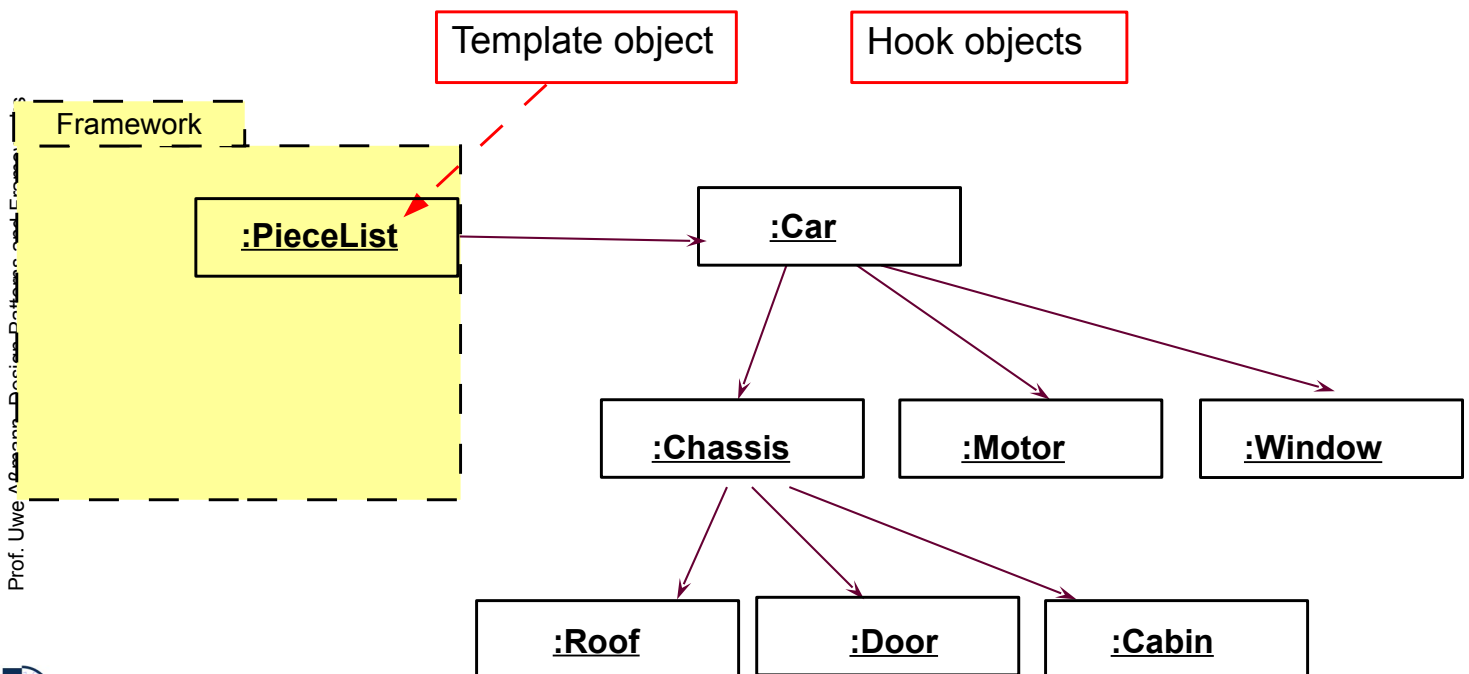 Template object
Hook objects
Framework
:PieceList
:Car
:Chassis
:Motor
:Window
:Roof
:Door
:Cabin
Prof. Uwe